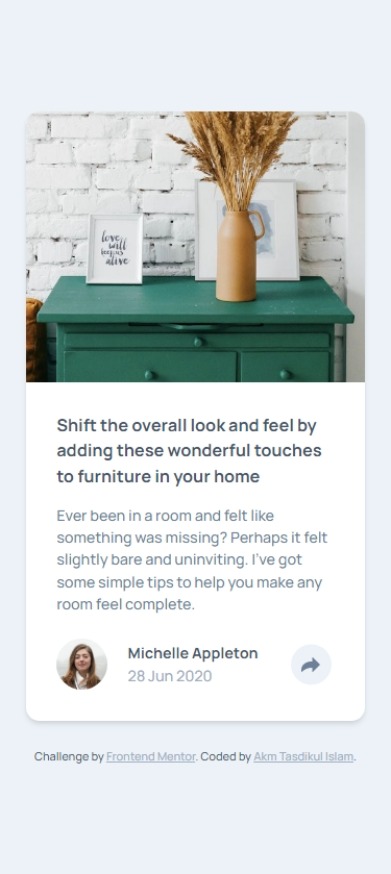 love
will
keep us
alive
Shift the overall look and feel by
adding these wonderful touches
to furniture in your home
Ever been in a room and felt like
something was missing? Perhaps it felt
slightly bare and uninviting. I've got
some simple tips to help you make any
room feel complete.
Michelle Appleton
28 Jun 2020
Challenge by Frontend Mentor. Coded by Akm Tasdikul Islam.